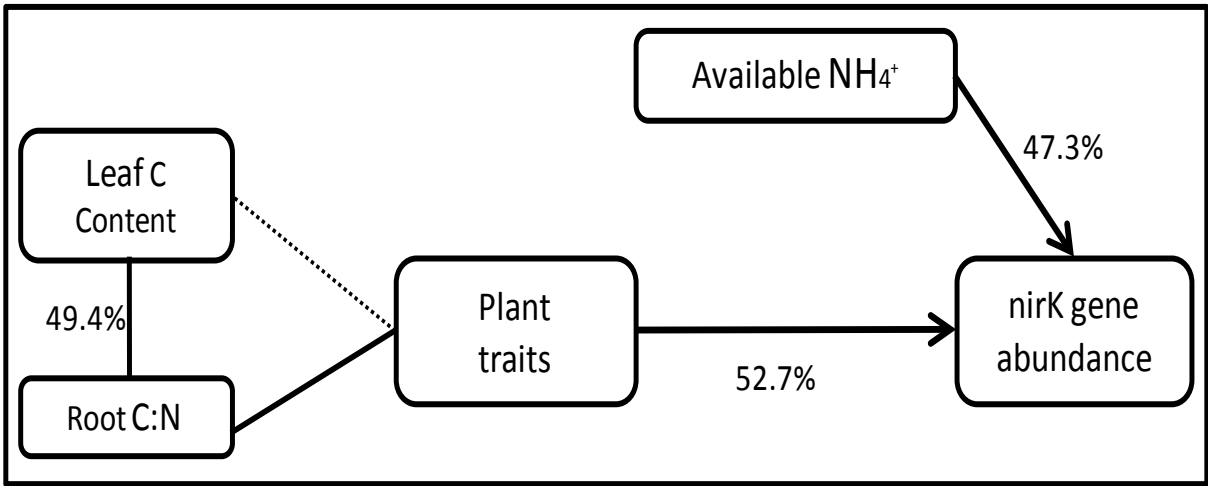 Available NH₄⁺
47.3%
Leaf C
Content
49.4%
Root C:N
Plant
traits
52.7%
nirK gene
abundance